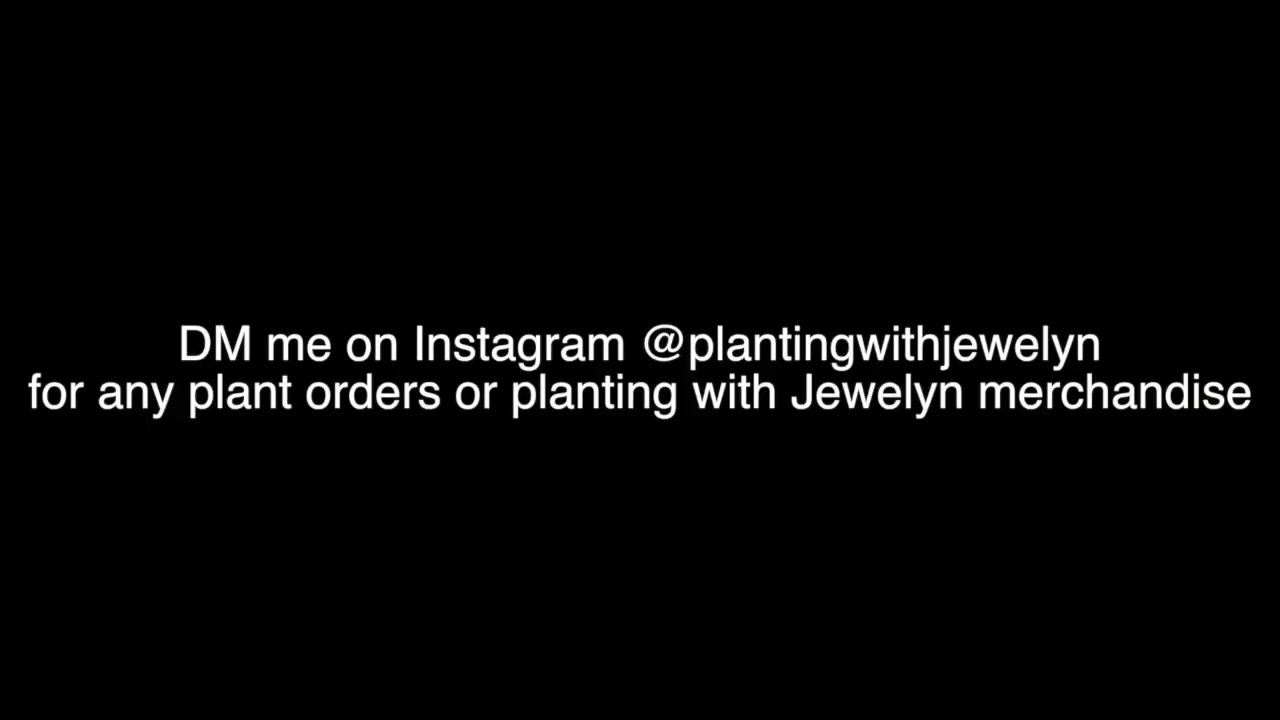 DM me on Instagram @plantingwithjewelyn
for any plant orders or planting with Jewelyn merchandise